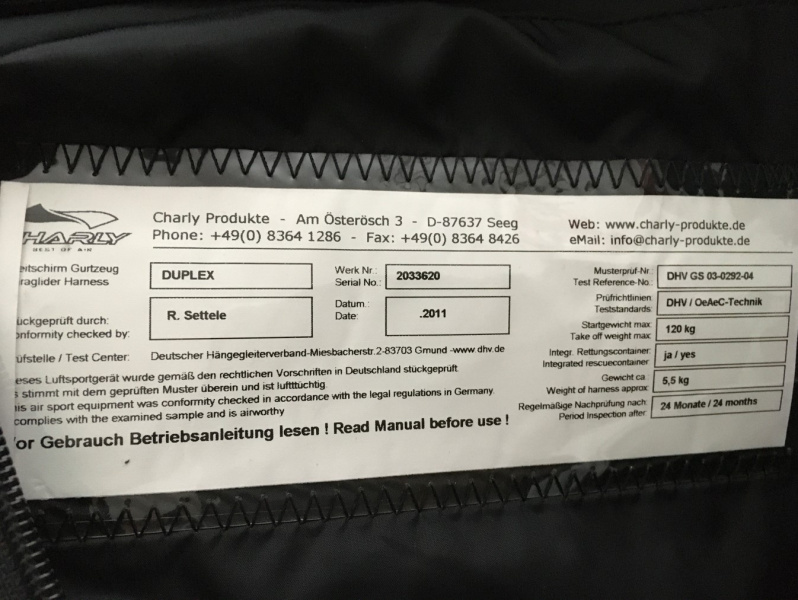 HARLY
BEST OF AIR
Charly Produkte - Am Österösch 3 - D-87637 Seeg
Phone: +49(0) 8364 1286 - Fax: +49(0) 8364 8426
Web: www.charly-produkte.de
eMail: info@charly-produkte.de
eitschirm Gurtzeug
raglider Harness
DUPLEX
Werk Nr.:
Serial No.:
2033620
ückgeprüft durch:
onformity checked by:
R. Settele
Datum.:
Date:
.2011
üfstelle / Test Center: Deutscher Hängegleiterverband-Miesbacherstr.2-83703 Gmund -www.dhv.de
eses Luftsportgerät wurde gemäß den rechtlichen Vorschriften in Deutschland stückgeprüft
s stimmt mit dem geprüften Muster überein und ist lufttüchtig
is air sport equipment was conformity checked in accordance with the legal regulations in Germany.
complies with the examined sample and is airworthy
or Gebrauch Betriebsanleitung lesen ! Read Manual before use !
Musterprüf-Nr.:
Test Reference-No.:
DHV GS 03-0292-04
Prüfrichtlinien:
Teststandards:
DHV / OeAeC-Technik
Startgewicht max:
Take off weight max:
120 kg
Integr. Rettungscontainer:
Integrated rescuecontainer:
ja / yes
Gewicht ca.
Weight of harness approx:
5,5 kg
Regelmäßige Nachprüfung nach:
Period Inspection after:
24 Monate / 24 months